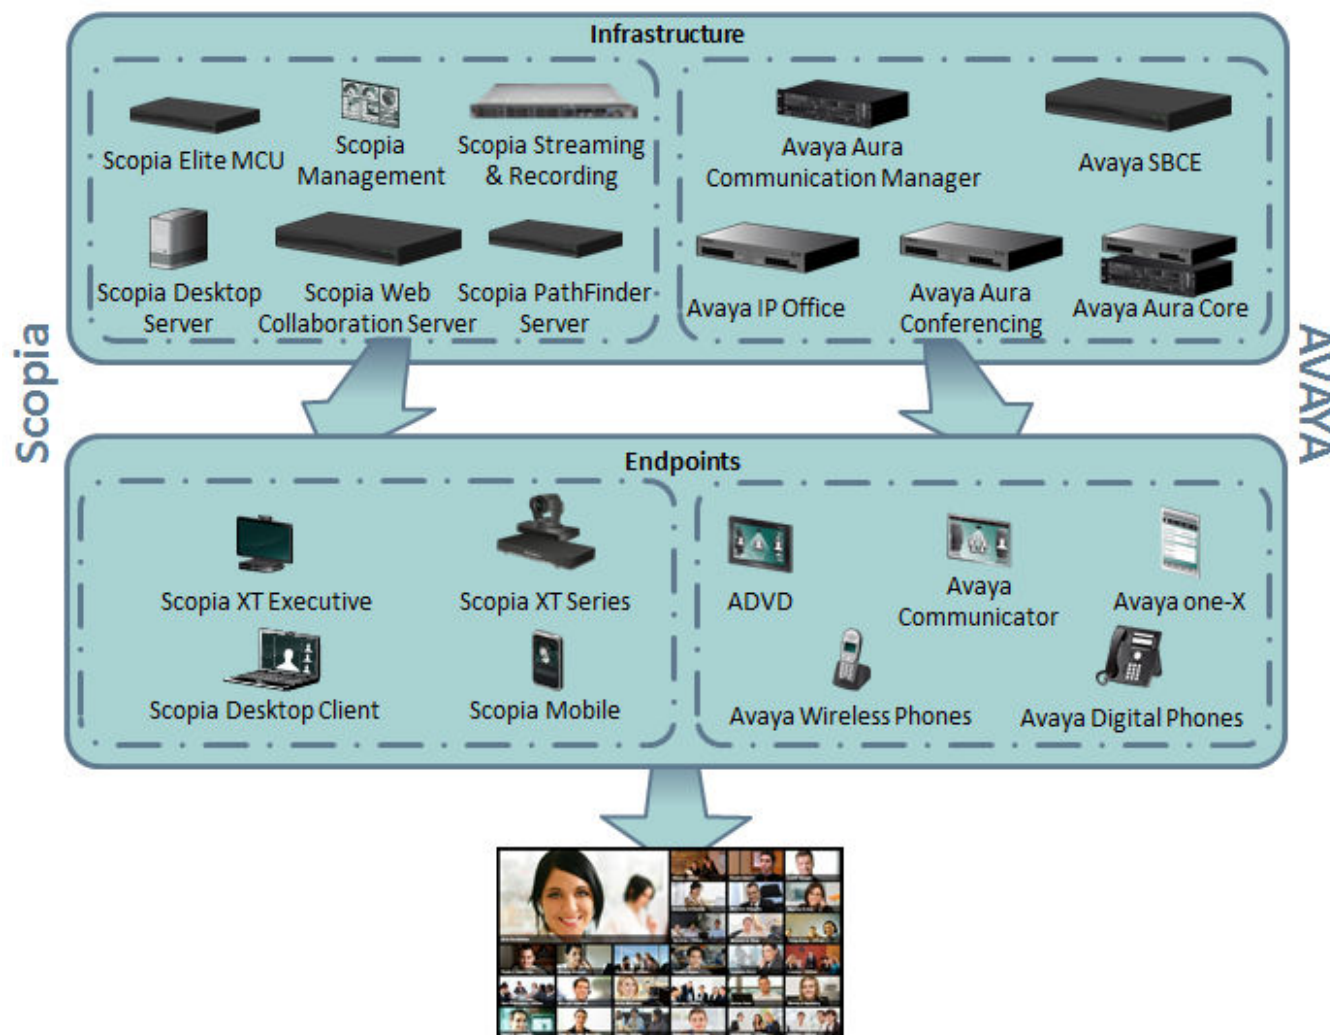 Infrastructure
Scopia Elite MCU
Scopia
Management
Scopia Streaming
& Recording
Scopia Desktop
Server
Scopia Web
Collaboration Server
Scopia PathFinder
Server
Avaya Aura
Communication Manager
Avaya SBCE
Avaya IP Office
Avaya Aura
Conferencing
Avaya Aura Core
Scopia
AVAYA
Endpoints
Scopia XT Executive
Scopia XT Series
Scopia Desktop Client
Scopia Mobile
ADVD
Avaya
Communicator
Avaya one-X
Avaya Wireless Phones
Avaya Digital Phones